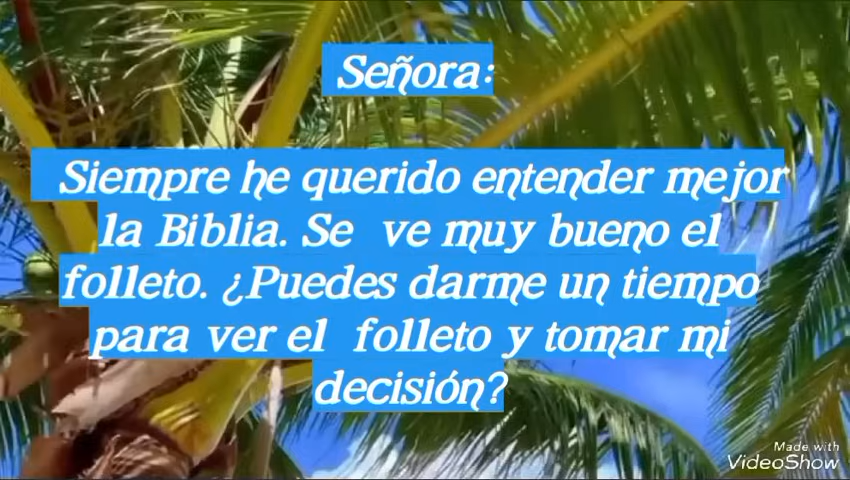 Señora:
Siempre he querido entender mejor
la Biblia. Se ve muy bueno el
folleto. ¿Puedes darme un tiempo
para ver el folleto y tomar mi
decisión?
Made with
VideoShow